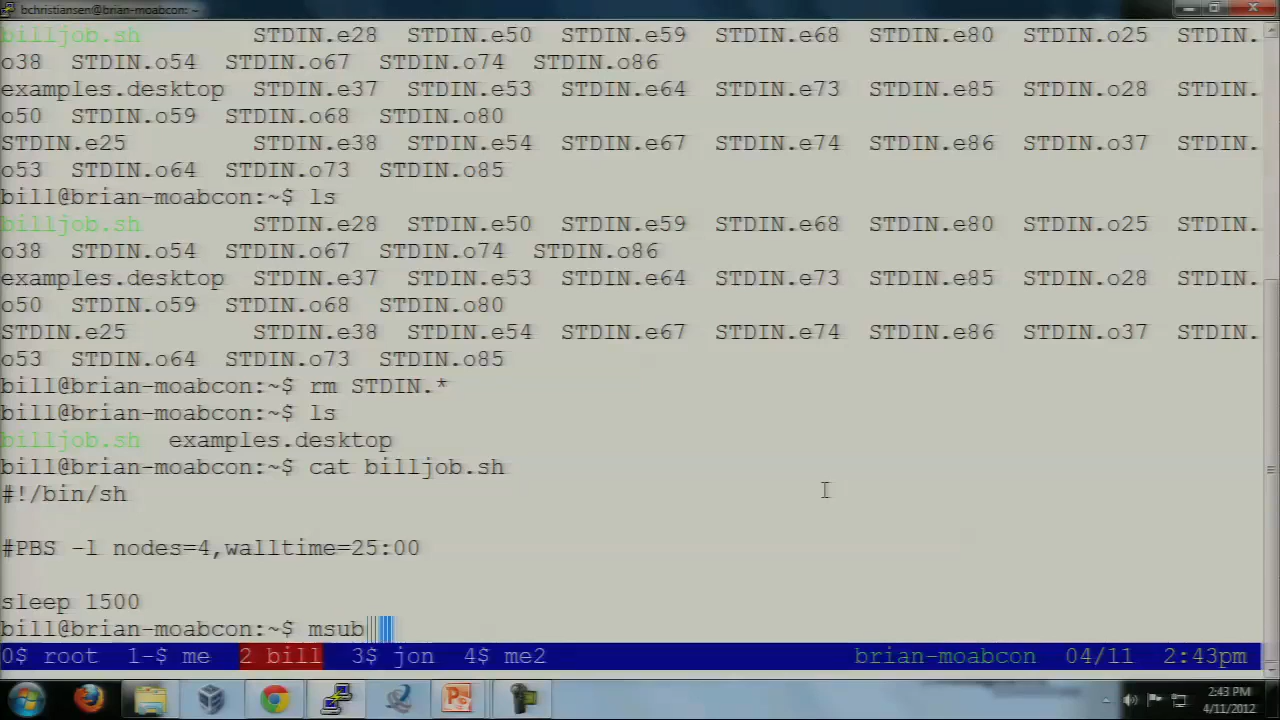 bchristiansen@brian-moabcon: ~
billjob.sh STDIN.e28 STDIN.e50 STDIN.e59 STDIN.e68 STDIN.e80 STDIN.o25 STDIN.
o38 STDIN.o54 STDIN.o67 STDIN.o74 STDIN.o86
examples.desktop STDIN.e37 STDIN.e53 STDIN.e64 STDIN.e73 STDIN.e85 STDIN.o28 STDIN.
o50 STDIN.o59 STDIN.o68 STDIN.o80
STDIN.e25 STDIN.e38 STDIN.e54 STDIN.e67 STDIN.e74 STDIN.e86 STDIN.o37 STDIN.
o53 STDIN.o64 STDIN.o73 STDIN.o85
bill@brian-moabcon:~$ ls
billjob.sh STDIN.e28 STDIN.e50 STDIN.e59 STDIN.e68 STDIN.e80 STDIN.o25 STDIN.
o38 STDIN.o54 STDIN.o67 STDIN.o74 STDIN.o86
examples.desktop STDIN.e37 STDIN.e53 STDIN.e64 STDIN.e73 STDIN.e85 STDIN.o28 STDIN.
o50 STDIN.o59 STDIN.o68 STDIN.o80
STDIN.e25 STDIN.e38 STDIN.e54 STDIN.e67 STDIN.e74 STDIN.e86 STDIN.o37 STDIN.
o53 STDIN.o64 STDIN.o73 STDIN.o85
bill@brian-moabcon:~$ rm STDIN.*
bill@brian-moabcon:~$ ls
billjob.sh examples.desktop
bill@brian-moabcon:~$ cat billjob.sh
#!/bin/sh
#PBS -l nodes=4,walltime=25:00
sleep 1500
bill@brian-moabcon:~$ msub
0$ root 1-$ me 2 bill 3$ jon 4$ me2 brian-moabcon 04/11 2:43pm
2:43 PM
4/11/2012